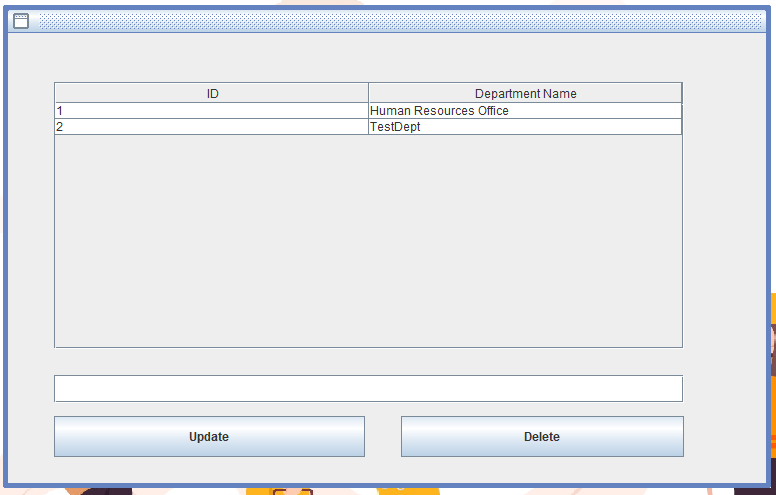 ID Department Name
1 Human Resources Office
2 TestDept
Update Delete